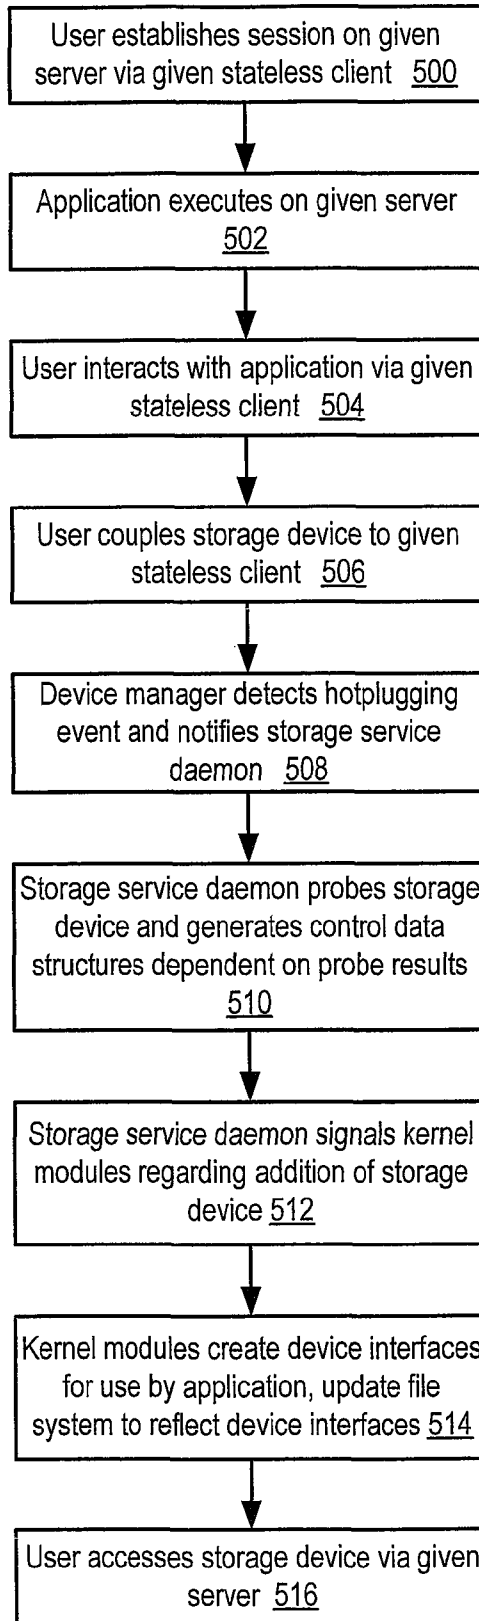 User establishes session on given
server via given stateless client 500
Application executes on given server
502
User interacts with application via given
stateless client 504
User couples storage device to given
stateless client 506
Device manager detects hotplugging
event and notifies storage service
daemon 508
Storage service daemon probes storage
device and generates control data
structures dependent on probe results
510
Storage service daemon signals kernel
modules regarding addition of storage
device 512
Kernel modules create device interfaces
for use by application, update file
system to reflect device interfaces 514
User accesses storage device via given
server 516